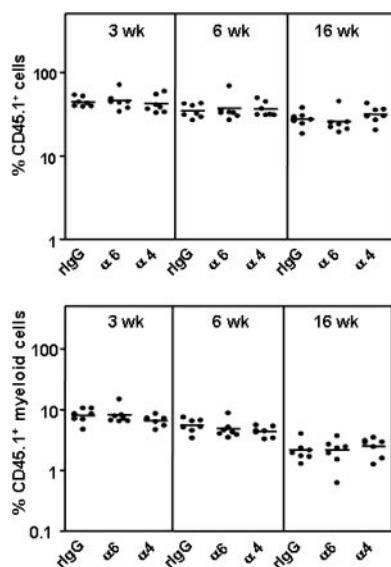 3 wk 6 wk 16 wk
% CD45.1⁺ cells
100
10
1
rIgG α6 α4 rIgG α6 α4 rIgG α6 α4
3 wk 6 wk 16 wk
% CD45.1⁺ myeloid cells
100
10
1
0.1
rIgG α6 α4 rIgG α6 α4 rIgG α6 α4